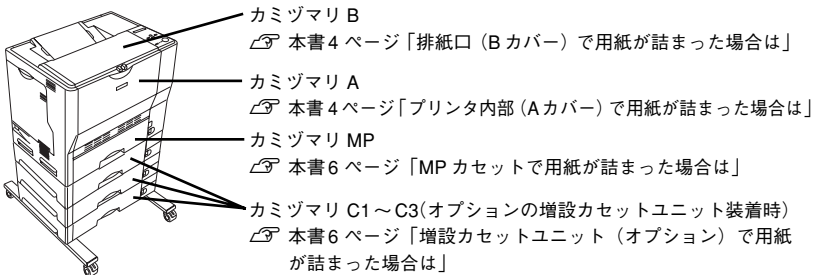 カミヅマリ B
本書4 ページ「排紙口（B カバー）で用紙が詰まった場合は」
カミヅマリ A
本書4 ページ「プリンタ内部（A カバー）で用紙が詰まった場合は」
カミヅマリ MP
本書6 ページ「MP カセットで用紙が詰まった場合は」
カミヅマリ C1～C3(オプションの増設カセットユニット装着時）
本書6 ページ「増設カセットユニット（オプション）で用紙
が詰まった場合は」